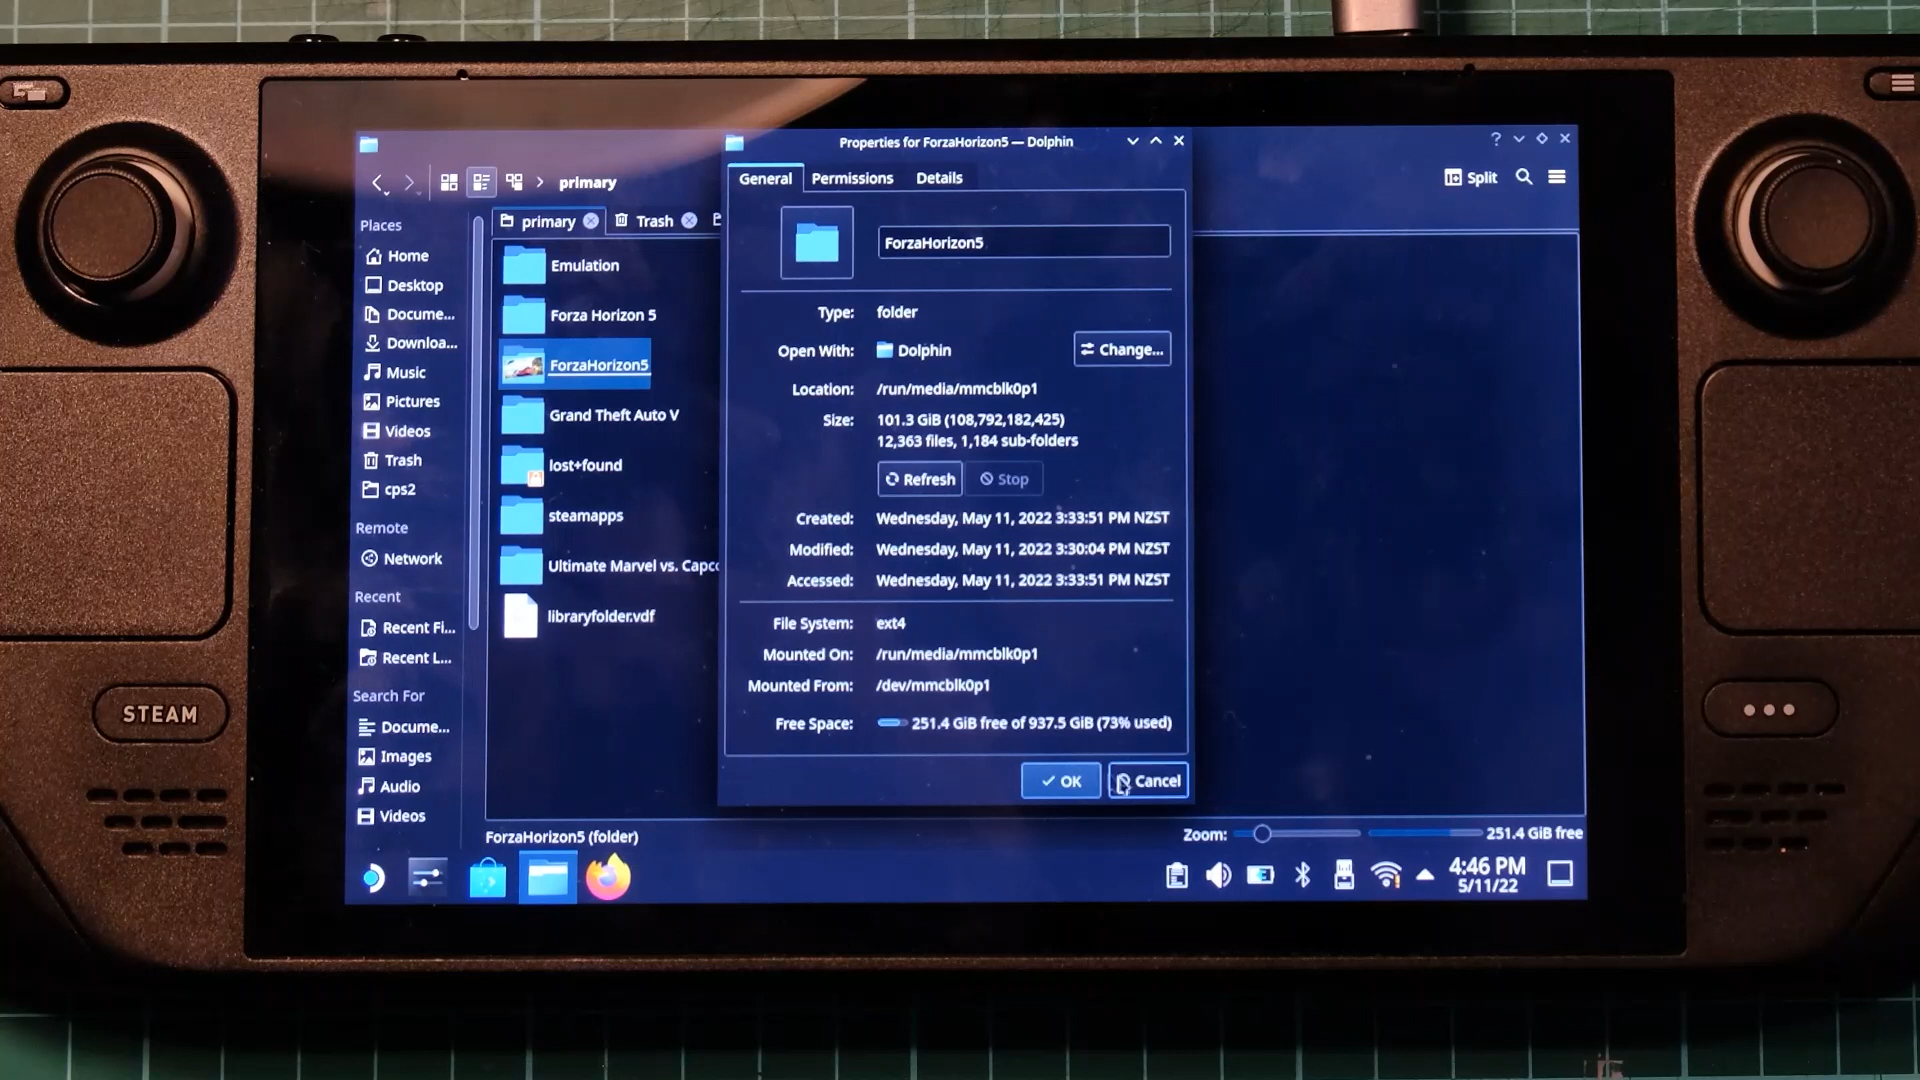 Properties for ForzaHorizon5 — Dolphin
primary
Split
General
Permissions
Details
Places
Home
Desktop
Docume...
Downloa...
Music
Pictures
Videos
Trash
cps2
Remote
Network
Recent
Recent Fi...
Recent L...
Search For
Docume...
Images
Audio
Videos
primary
Trash
Emulation
Forza Horizon 5
ForzaHorizon5
Grand Theft Auto V
lost+found
steamapps
Ultimate Marvel vs. Capco
libraryfolder.vdf
ForzaHorizon5
Type: folder
Open With: Dolphin
Change...
Location: /run/media/mmcblk0p1
Size: 101.3 GiB (108,792,182,425)
12,363 files, 1,184 sub-folders
Refresh
Stop
Created: Wednesday, May 11, 2022 3:33:51 PM NZST
Modified: Wednesday, May 11, 2022 3:30:04 PM NZST
Accessed: Wednesday, May 11, 2022 3:33:51 PM NZST
File System: ext4
Mounted On: /run/media/mmcblk0p1
Mounted From: /dev/mmcblk0p1
Free Space: 251.4 GiB free of 937.5 GiB (73% used)
OK
Cancel
ForzaHorizon5 (folder)
Zoom:
251.4 GiB free
4:46 PM
5/11/22
STEAM